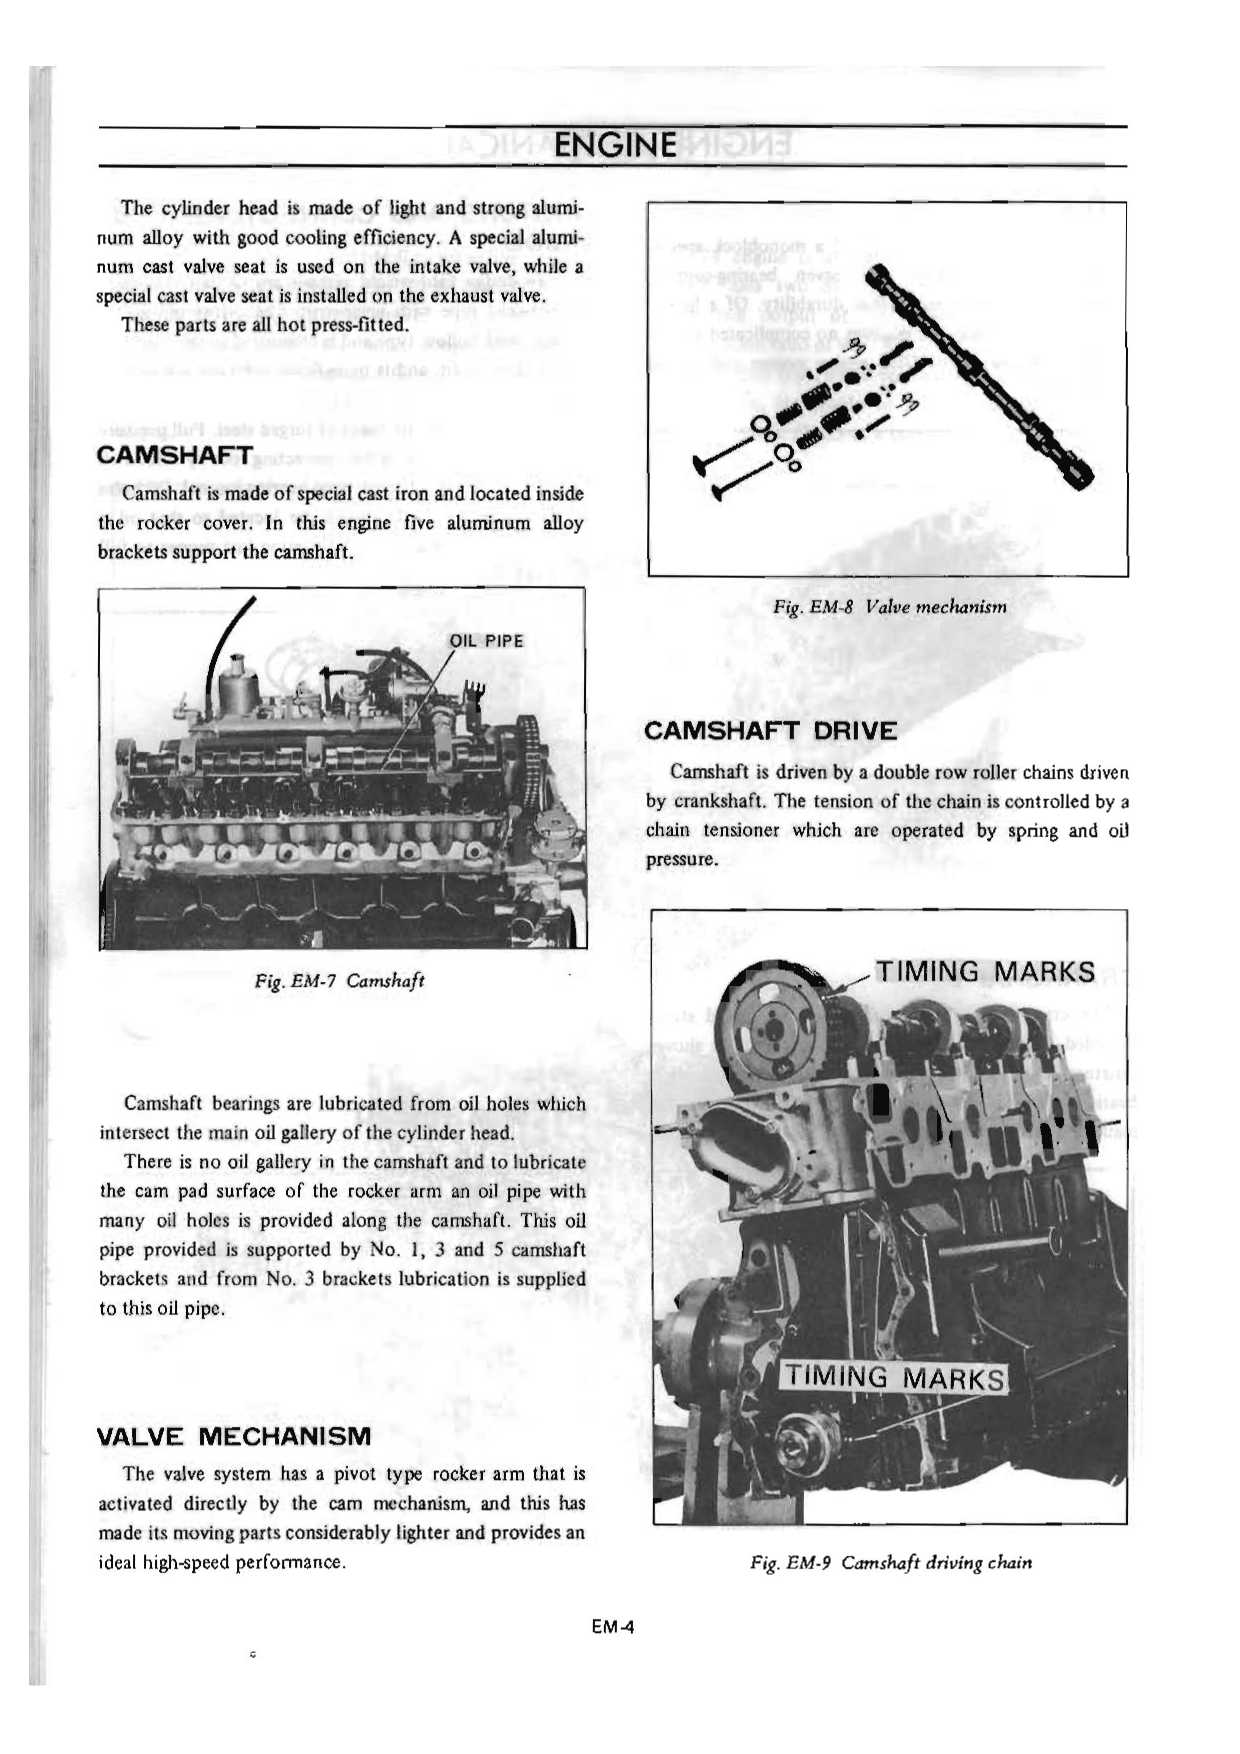 ENGINE
The cylinder head is made of light and strong alumi-
num alloy with good cooling efficiency. A special alumi-
num cast valve seat is used on the intake valve, while a
special cast valve seat is installed on the exhaust valve.
These parts are all hot press-fitted.
CAMSHAFT
Camshaft is made of special cast iron and located inside
the rocker cover. In this engine five aluminum alloy
brackets support the camshaft.
OIL PIPE
Fig. EM-7 Camshaft
Camshaft bearings are lubricated from oil holes which
intersect the main oil gallery of the cylinder head.
There is no oil gallery in the camshaft and to lubricate
the cam pad surface of the rocker arm an oil pipe with
many oil holes is provided along the camshaft. This oil
pipe provided is supported by No. 1, 3 and 5 camshaft
brackets and from No. 3 brackets lubrication is supplied
to this oil pipe.
VALVE MECHANISM
The valve system has a pivot type rocker arm that is
activated directly by the cam mechanism, and this has
made its moving parts considerably lighter and provides an
ideal high-speed performance.
Fig. EM-8 Valve mechanism
CAMSHAFT DRIVE
Camshaft is driven by a double row roller chains driven
by crankshaft. The tension of the chain is controlled by a
chain tensioner which are operated by spring and oil
pressure.
TIMING MARKS
TIMING MARKS
Fig. EM-9 Camshaft driving chain
EM-4